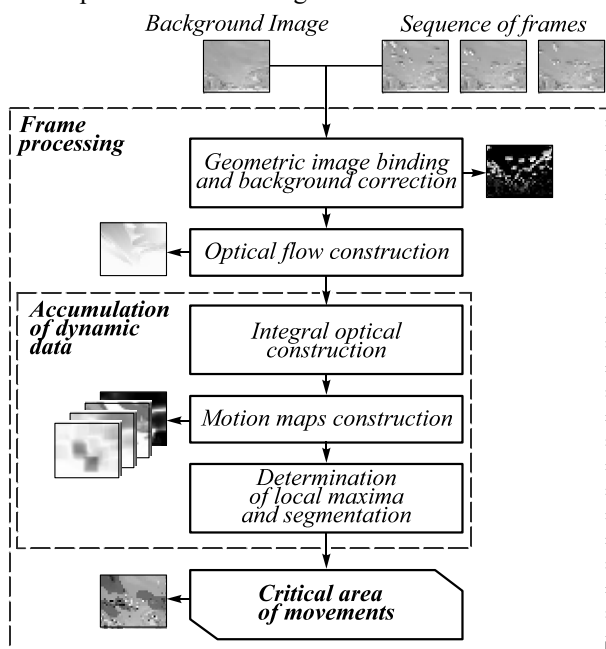 Background Image
Sequence of frames
Frame
processing
Geometric image binding
and background correction
Optical flow construction
Accumulation
of dynamic
data
Integral optical
construction
Motion maps construction
Determination
of local maxima
and segmentation
Critical area
of movements